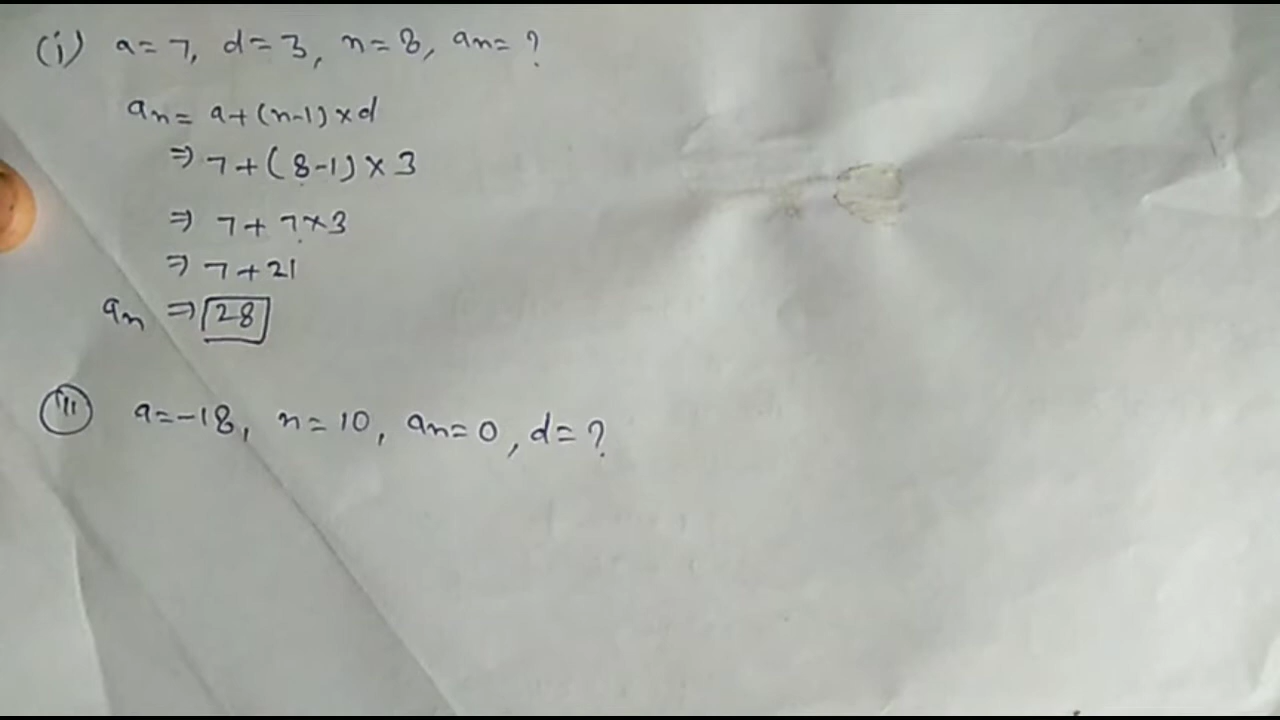 (i) a=7, d=3, n=8, an=?
an= a+(n-1)×d
⇒ 7+(8-1)×3
⇒ 7+7×3
⇒ 7+21
an ⇒ 28
(ii) a=-18, n=10, an=0, d=?